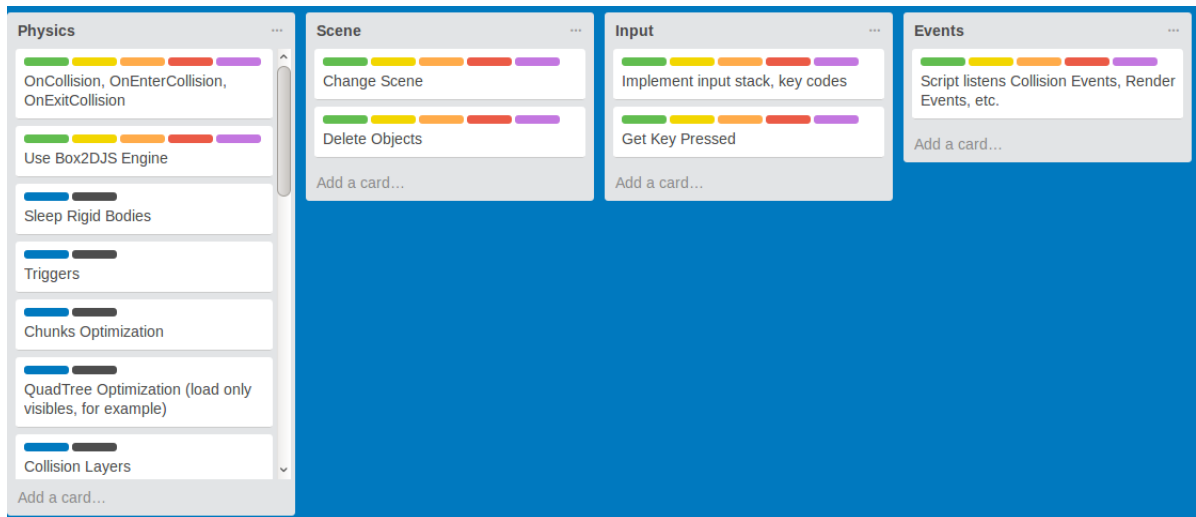 Physics
OnCollision, OnEnterCollision,
OnExitCollision
Use Box2DJS Engine
Sleep Rigid Bodies
Triggers
Chunks Optimization
QuadTree Optimization (load only
visibles, for example)
Collision Layers
Add a card…
Scene
Change Scene
Delete Objects
Add a card…
Input
Implement input stack, key codes
Get Key Pressed
Add a card…
Events
Script listens Collision Events, Render
Events, etc.
Add a card…